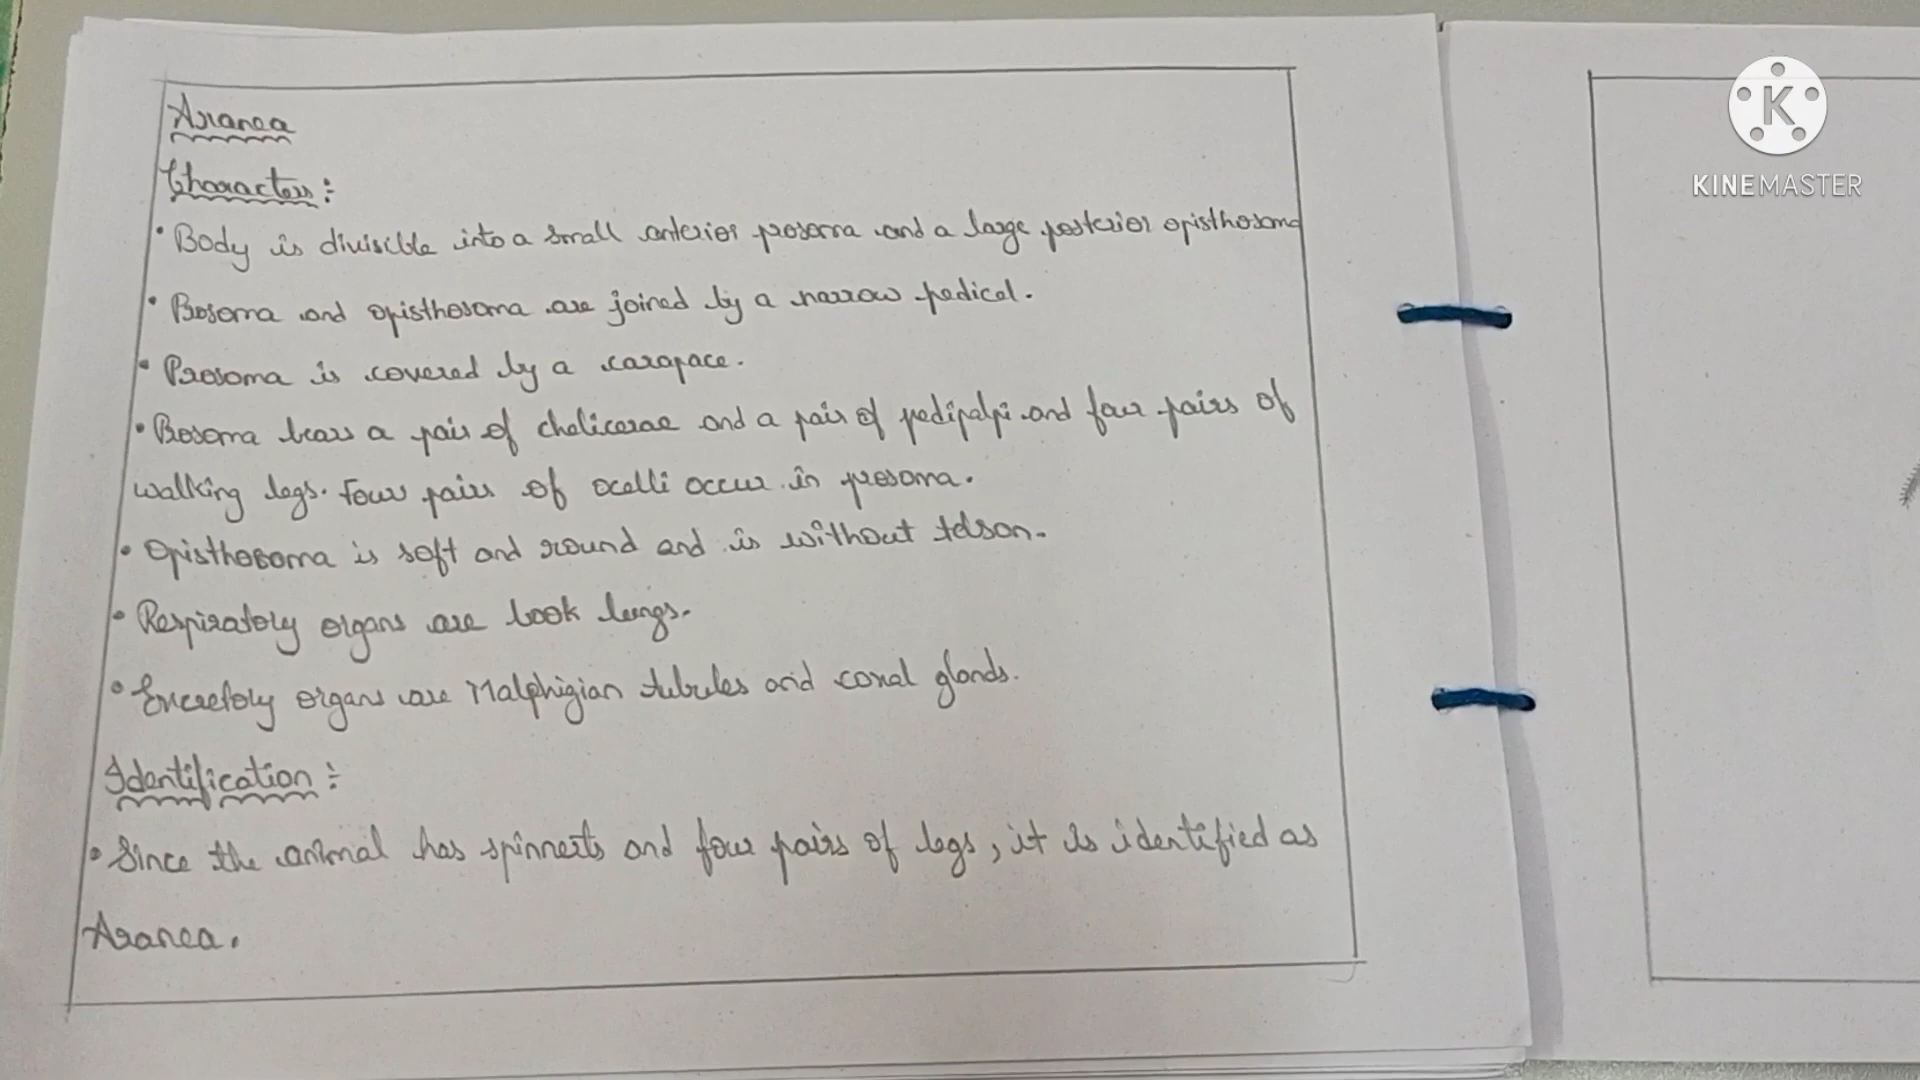 Aranea
Characters:
• Body is divisible into a small anterior prosoma and a large posterior opisthosoma
• Prosoma and opisthosoma are joined by a narrow pedicel.
• Prosoma is covered by a carapace.
• Prosoma bears a pair of chelicerae and a pair of pedipalpi and four pairs of
walking legs. Four pairs of ocelli occur in prosoma.
• Opisthosoma is soft and round and is without telson.
• Respiratory organs are book lungs.
• Excretory organs are Malphigian tubules and coxal glands.
Identification:
• Since the animal has spinnerts and four pairs of legs, it is identified as
Aranea.
K
KINEMASTER